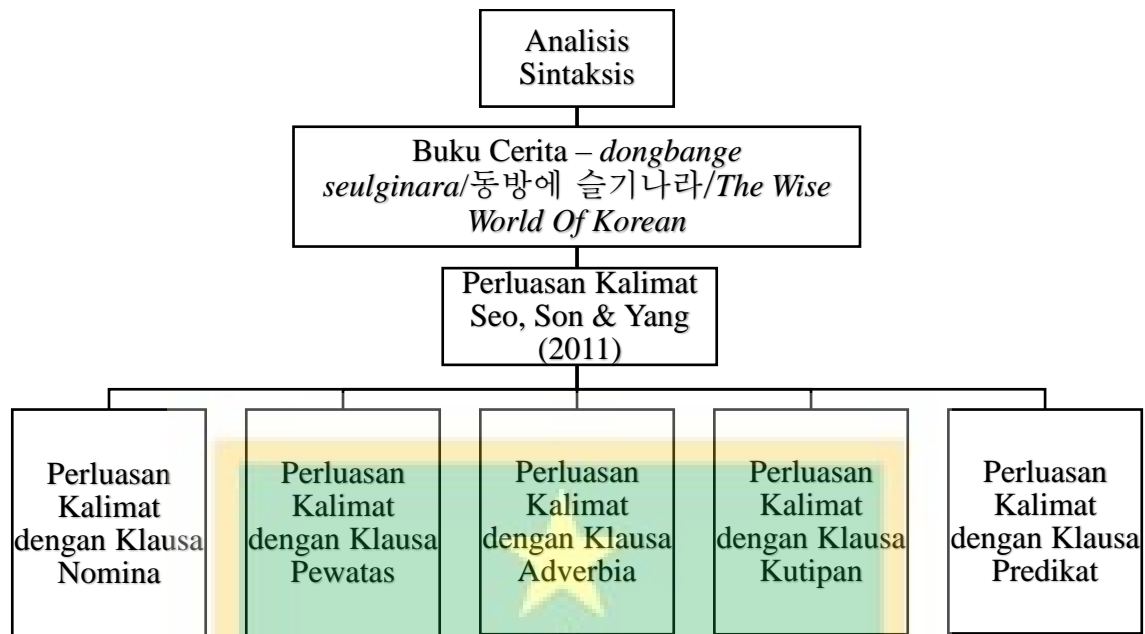 Analisis
Sintaksis
Buku Cerita – dongbange
seulginara/동방에 슬기나라/The Wise
World Of Korean
Perluasan Kalimat
Seo, Son & Yang
(2011)
Perluasan
Kalimat
dengan Klausa
Nomina
Perluasan
Kalimat
dengan Klausa
Pewatas
Perluasan
Kalimat
dengan Klausa
Adverbia
Perluasan
Kalimat
dengan Klausa
Kutipan
Perluasan
Kalimat
dengan Klausa
Predikat